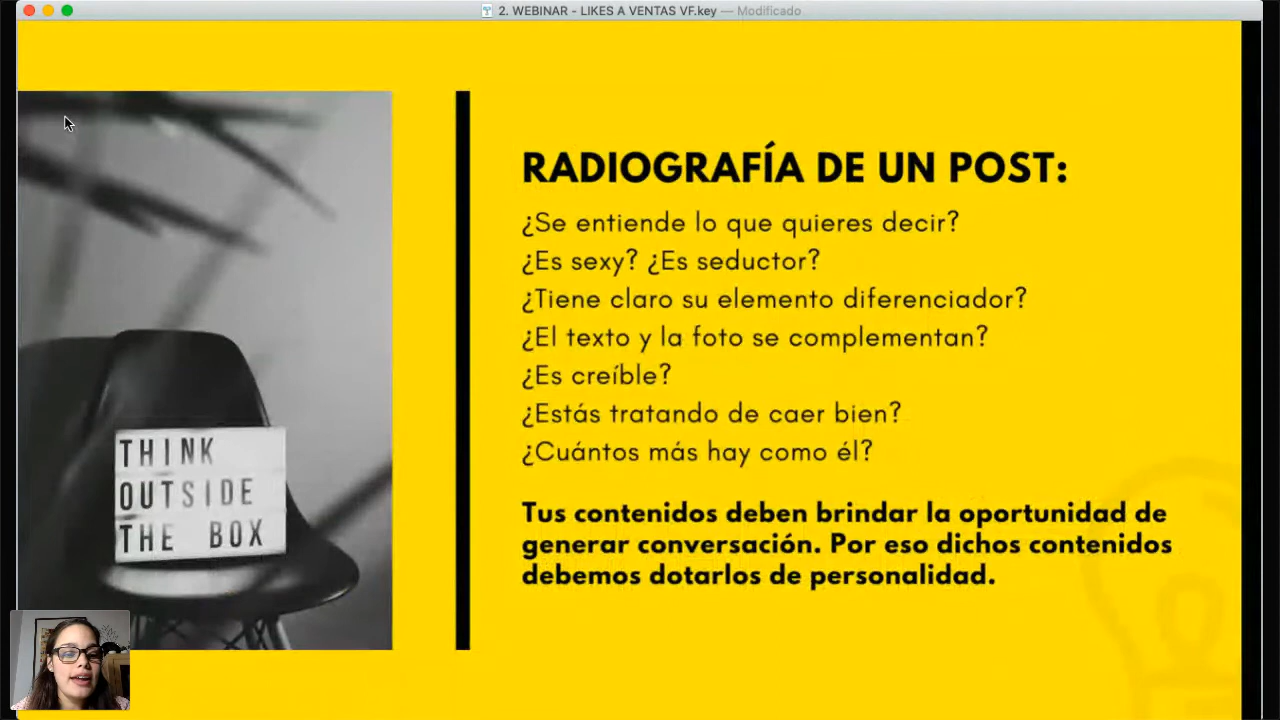 2. WEBINAR - LIKES A VENTAS VF.key — Modificado
THINK
OUTSIDE
THE BOX
RADIOGRAFÍA DE UN POST:
¿Se entiende lo que quieres decir?
¿Es sexy? ¿Es seductor?
¿Tiene claro su elemento diferenciador?
¿El texto y la foto se complementan?
¿Es creíble?
¿Estás tratando de caer bien?
¿Cuántos más hay como él?
Tus contenidos deben brindar la oportunidad de
generar conversación. Por eso dichos contenidos
debemos dotarlos de personalidad.